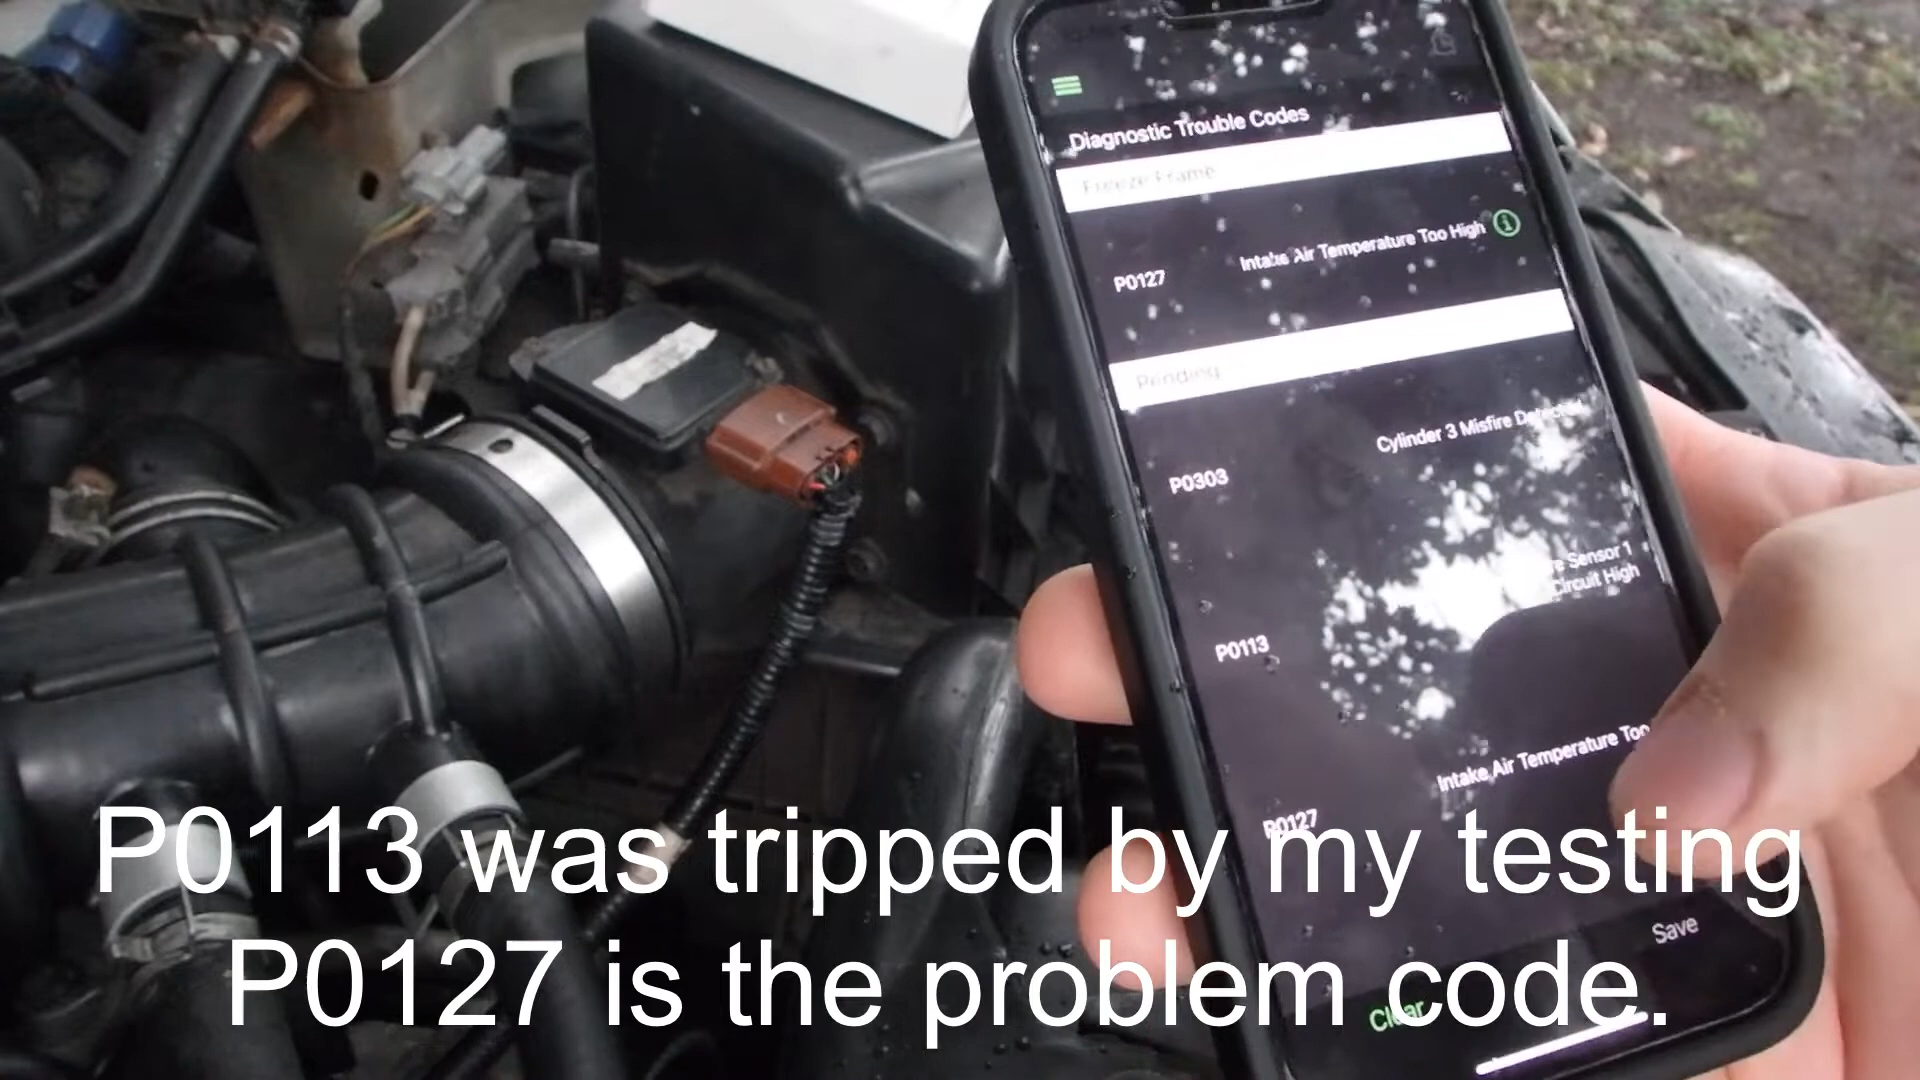 Diagnostic Trouble Codes
Freeze Frame
Intake Air Temperature Too High
P0127
Pending
Cylinder 3 Misfire Detected
P0303
Sensor 1
Circuit High
P0113
Intake Air Temperature Too
P0127
P0113 was tripped by my testing
P0127 is the problem code.
Save
Clear